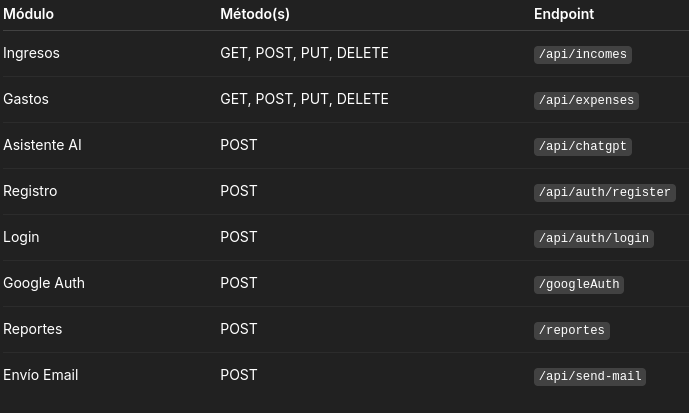 Módulo Método(s) Endpoint
Ingresos GET, POST, PUT, DELETE /api/incomes
Gastos GET, POST, PUT, DELETE /api/expenses
Asistente AI POST /api/chatgpt
Registro POST /api/auth/register
Login POST /api/auth/login
Google Auth POST /googleAuth
Reportes POST /reportes
Envío Email POST /api/send-mail